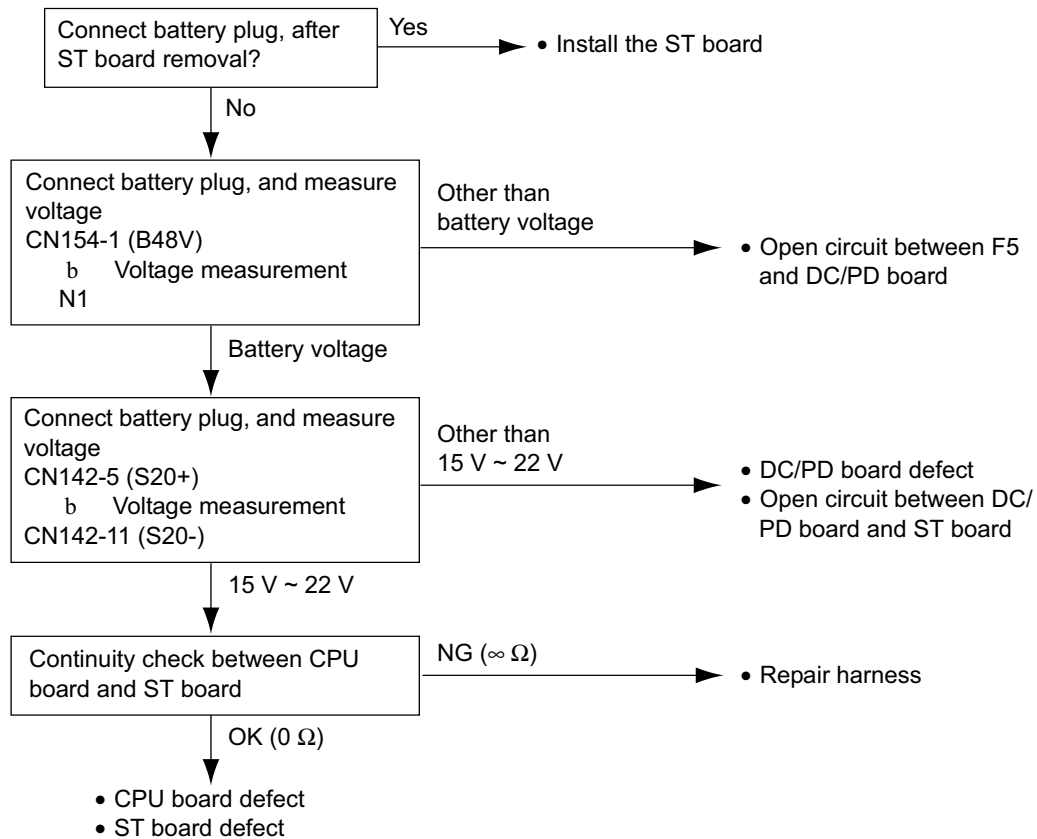 Connect battery plug, after
ST board removal?
Yes
• Install the ST board
No
Connect battery plug, and measure
voltage
CN154-1 (B48V)
b Voltage measurement
N1
Other than
battery voltage
• Open circuit between F5
and DC/PD board
Battery voltage
Connect battery plug, and measure
voltage
CN142-5 (S20+)
b Voltage measurement
CN142-11 (S20-)
Other than
15 V ~ 22 V
• DC/PD board defect
• Open circuit between DC/
PD board and ST board
15 V ~ 22 V
Continuity check between CPU
board and ST board
NG (∞ Ω)
• Repair harness
OK (0 Ω)
• CPU board defect
• ST board defect